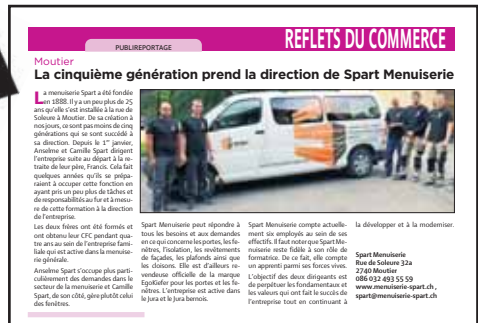 PUBLIREPORTAGE
REFLETS DU COMMERCE
Moutier
La cinquième génération prend la direction de Spart Menuiserie
La menuiserie Spart a été fondée
en 1888. Il y a un peu plus de 25
ans qu'elle s'est installée à la rue de
Soleure à Moutier. De sa création à
nos jours, ce sont pas moins de cinq
générations qui se sont succédé à
sa direction. Depuis le 1er janvier,
Anselme et Camille Spart dirigent
l'entreprise suite au départ à la re-
traite de leur père, Francis. Cela fait
quelques années qu'ils se prépa-
raient à occuper cette fonction en
ayant pris un peu plus de tâches et
de responsabilités au fur et à mesu-
re de cette formation à la direction
de l'entreprise.
Les deux frères ont été formés et
ont obtenu leur CFC pendant qua-
tre ans au sein de l'entreprise fami-
liale qui est active dans la menuise-
rie générale.
Anselme Spart s'occupe plus parti-
culièrement des demandes dans le
secteur de la menuiserie et Camille
Spart, de son côté, gère plutôt celui
des fenêtres.
Spart Menuiserie peut répondre à
tous les besoins et aux demandes
en ce qui concerne les portes, les fe-
nêtres, l'isolation, les revêtements
de façades, les plafonds ainsi que
les cloisons. Elle est d'ailleurs re-
vendeuse officielle de la marque
EgoKiefer pour les portes et les fe-
nêtres. L'entreprise est active dans
le Jura et le Jura bernois.
Spart Menuiserie compte actuelle-
ment six employés au sein de ses
effectifs. Il faut noter que Spart Me-
nuiserie reste fidèle à son rôle de
formatrice. De ce fait, elle compte
un apprenti parmi ses forces vives.
L'objectif des deux dirigeants est
de perpétuer les fondamentaux et
les valeurs qui ont fait le succès de
l'entreprise tout en continuant à
la développer et à la moderniser.
Spart Menuiserie
Rue de Soleure 32a
2740 Moutier
086 032 493 55 59
www.menuiserie-spart.ch,
spart@menuiserie-spart.ch